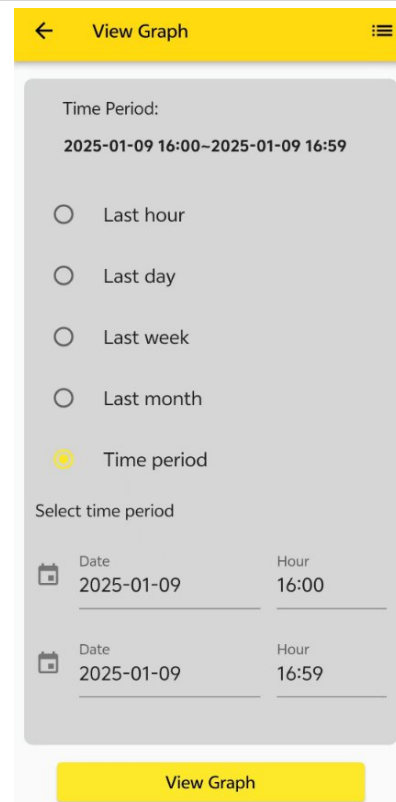 View Graph
Time Period:
2025-01-09 16:00~2025-01-09 16:59
Last hour
Last day
Last week
Last month
Time period
Select time period
Date Hour
2025-01-09 16:00
Date Hour
2025-01-09 16:59
View Graph